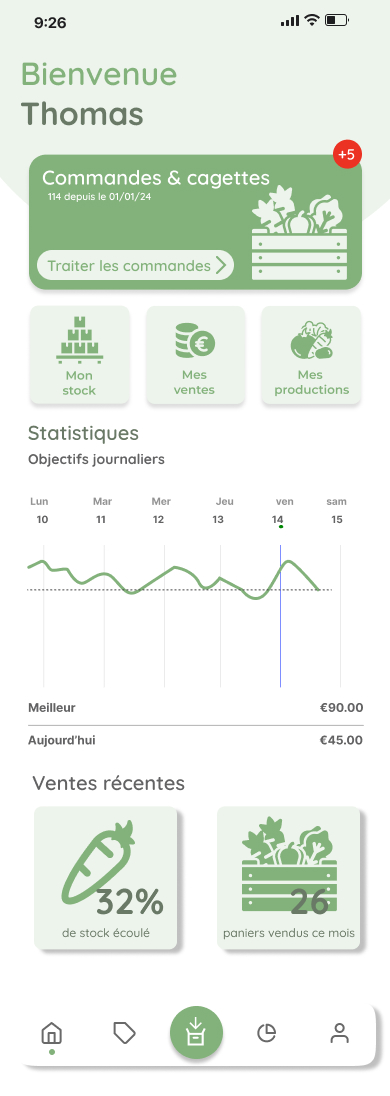 9:26
Bienvenue
Thomas
+5
Commandes & cagettes
114 depuis le 01/01/24
Traiter les commandes
Mon
stock
Mes
ventes
Mes
productions
Statistiques
Objectifs journaliers
Lun Mar Mer Jeu ven sam
10 11 12 13 14 15
Meilleur €90.00
Aujourd'hui €45.00
Ventes récentes
32%
de stock écoulé
26
paniers vendus ce mois